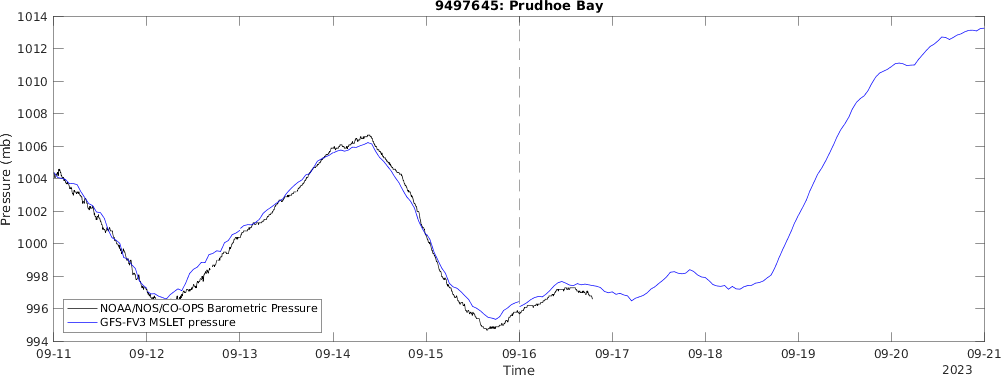 9497645: Prudhoe Bay
Pressure (mb)
1014
1012
1010
1008
1006
1004
1002
1000
998
996
994
NOAA/NOS/CO-OPS Barometric Pressure
GFS-FV3 MSLET pressure
09-11 09-12 09-13 09-14 09-15 09-16 09-17 09-18 09-19 09-20 09-21
Time
2023